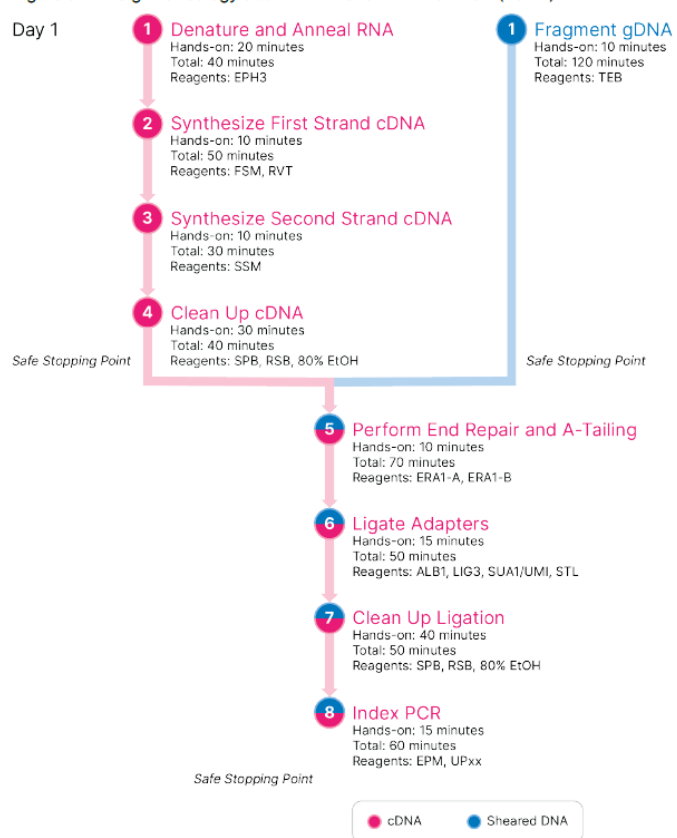 Day 1
1 Denature and Anneal RNA
Hands-on: 20 minutes
Total: 40 minutes
Reagents: EPH3
2 Synthesize First Strand cDNA
Hands-on: 10 minutes
Total: 50 minutes
Reagents: FSM, RVT
3 Synthesize Second Strand cDNA
Hands-on: 10 minutes
Total: 30 minutes
Reagents: SSM
4 Clean Up cDNA
Hands-on: 30 minutes
Total: 40 minutes
Reagents: SPB, RSB, 80% EtOH
Safe Stopping Point
1 Fragment gDNA
Hands-on: 10 minutes
Total: 120 minutes
Reagents: TEB
Safe Stopping Point
5 Perform End Repair and A-Tailing
Hands-on: 10 minutes
Total: 70 minutes
Reagents: ERA1-A, ERA1-B
6 Ligate Adapters
Hands-on: 15 minutes
Total: 50 minutes
Reagents: ALB1, LIG3, SUA1/UMI, STL
7 Clean Up Ligation
Hands-on: 40 minutes
Total: 50 minutes
Reagents: SPB, RSB, 80% EtOH
8 Index PCR
Hands-on: 15 minutes
Total: 60 minutes
Reagents: EPM, UPxx
Safe Stopping Point
cDNA
Sheared DNA